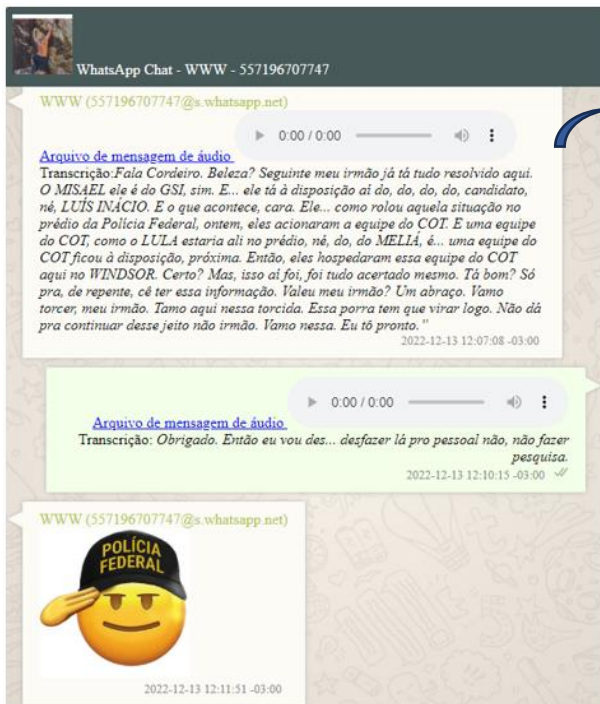 WhatsApp Chat - WWW - 557196707747
WWW (557196707747@s.whatsapp.net)
0:00 / 0:00
Arquivo de mensagem de áudio
Transcrição:Fala Cordeiro. Beleza? Seguinte meu irmão já tá tudo resolvido aqui.
O MISAEL ele é do GSI, sim. E... ele tá à disposição aí do, do, do, do, candidato,
né, LUÍS INÁCIO. E o que acontece, cara. Ele... como rolou aquela situação no
prédio da Polícia Federal, ontem, eles acionaram a equipe do COT. E uma equipe
do COT, como o LULA estaria ali no prédio, né, do, do MELIÁ, é... uma equipe do
COT ficou à disposição, próxima. Então, eles hospedaram essa equipe do COT
aqui no WINDSOR. Certo? Mas, isso aí foi, foi tudo acertado mesmo. Tá bom? Só
pra, de repente, cê ter essa informação. Valeu meu irmão? Um abraço. Vamo
torcer, meu irmão. Tamo aqui nessa torcida. Essa porra tem que virar logo. Não dá
pra continuar desse jeito não irmão. Vamo nessa. Eu tô pronto."
2022-12-13 12:07:08 -03:00
0:00 / 0:00
Arquivo de mensagem de áudio
Transcrição: Obrigado. Então eu vou des... desfazer lá pro pessoal não, não fazer
pesquisa.
2022-12-13 12:10:15 -03:00
WWW (557196707747@s.whatsapp.net)
POLÍCIA
FEDERAL
2022-12-13 12:11:51 -03:00